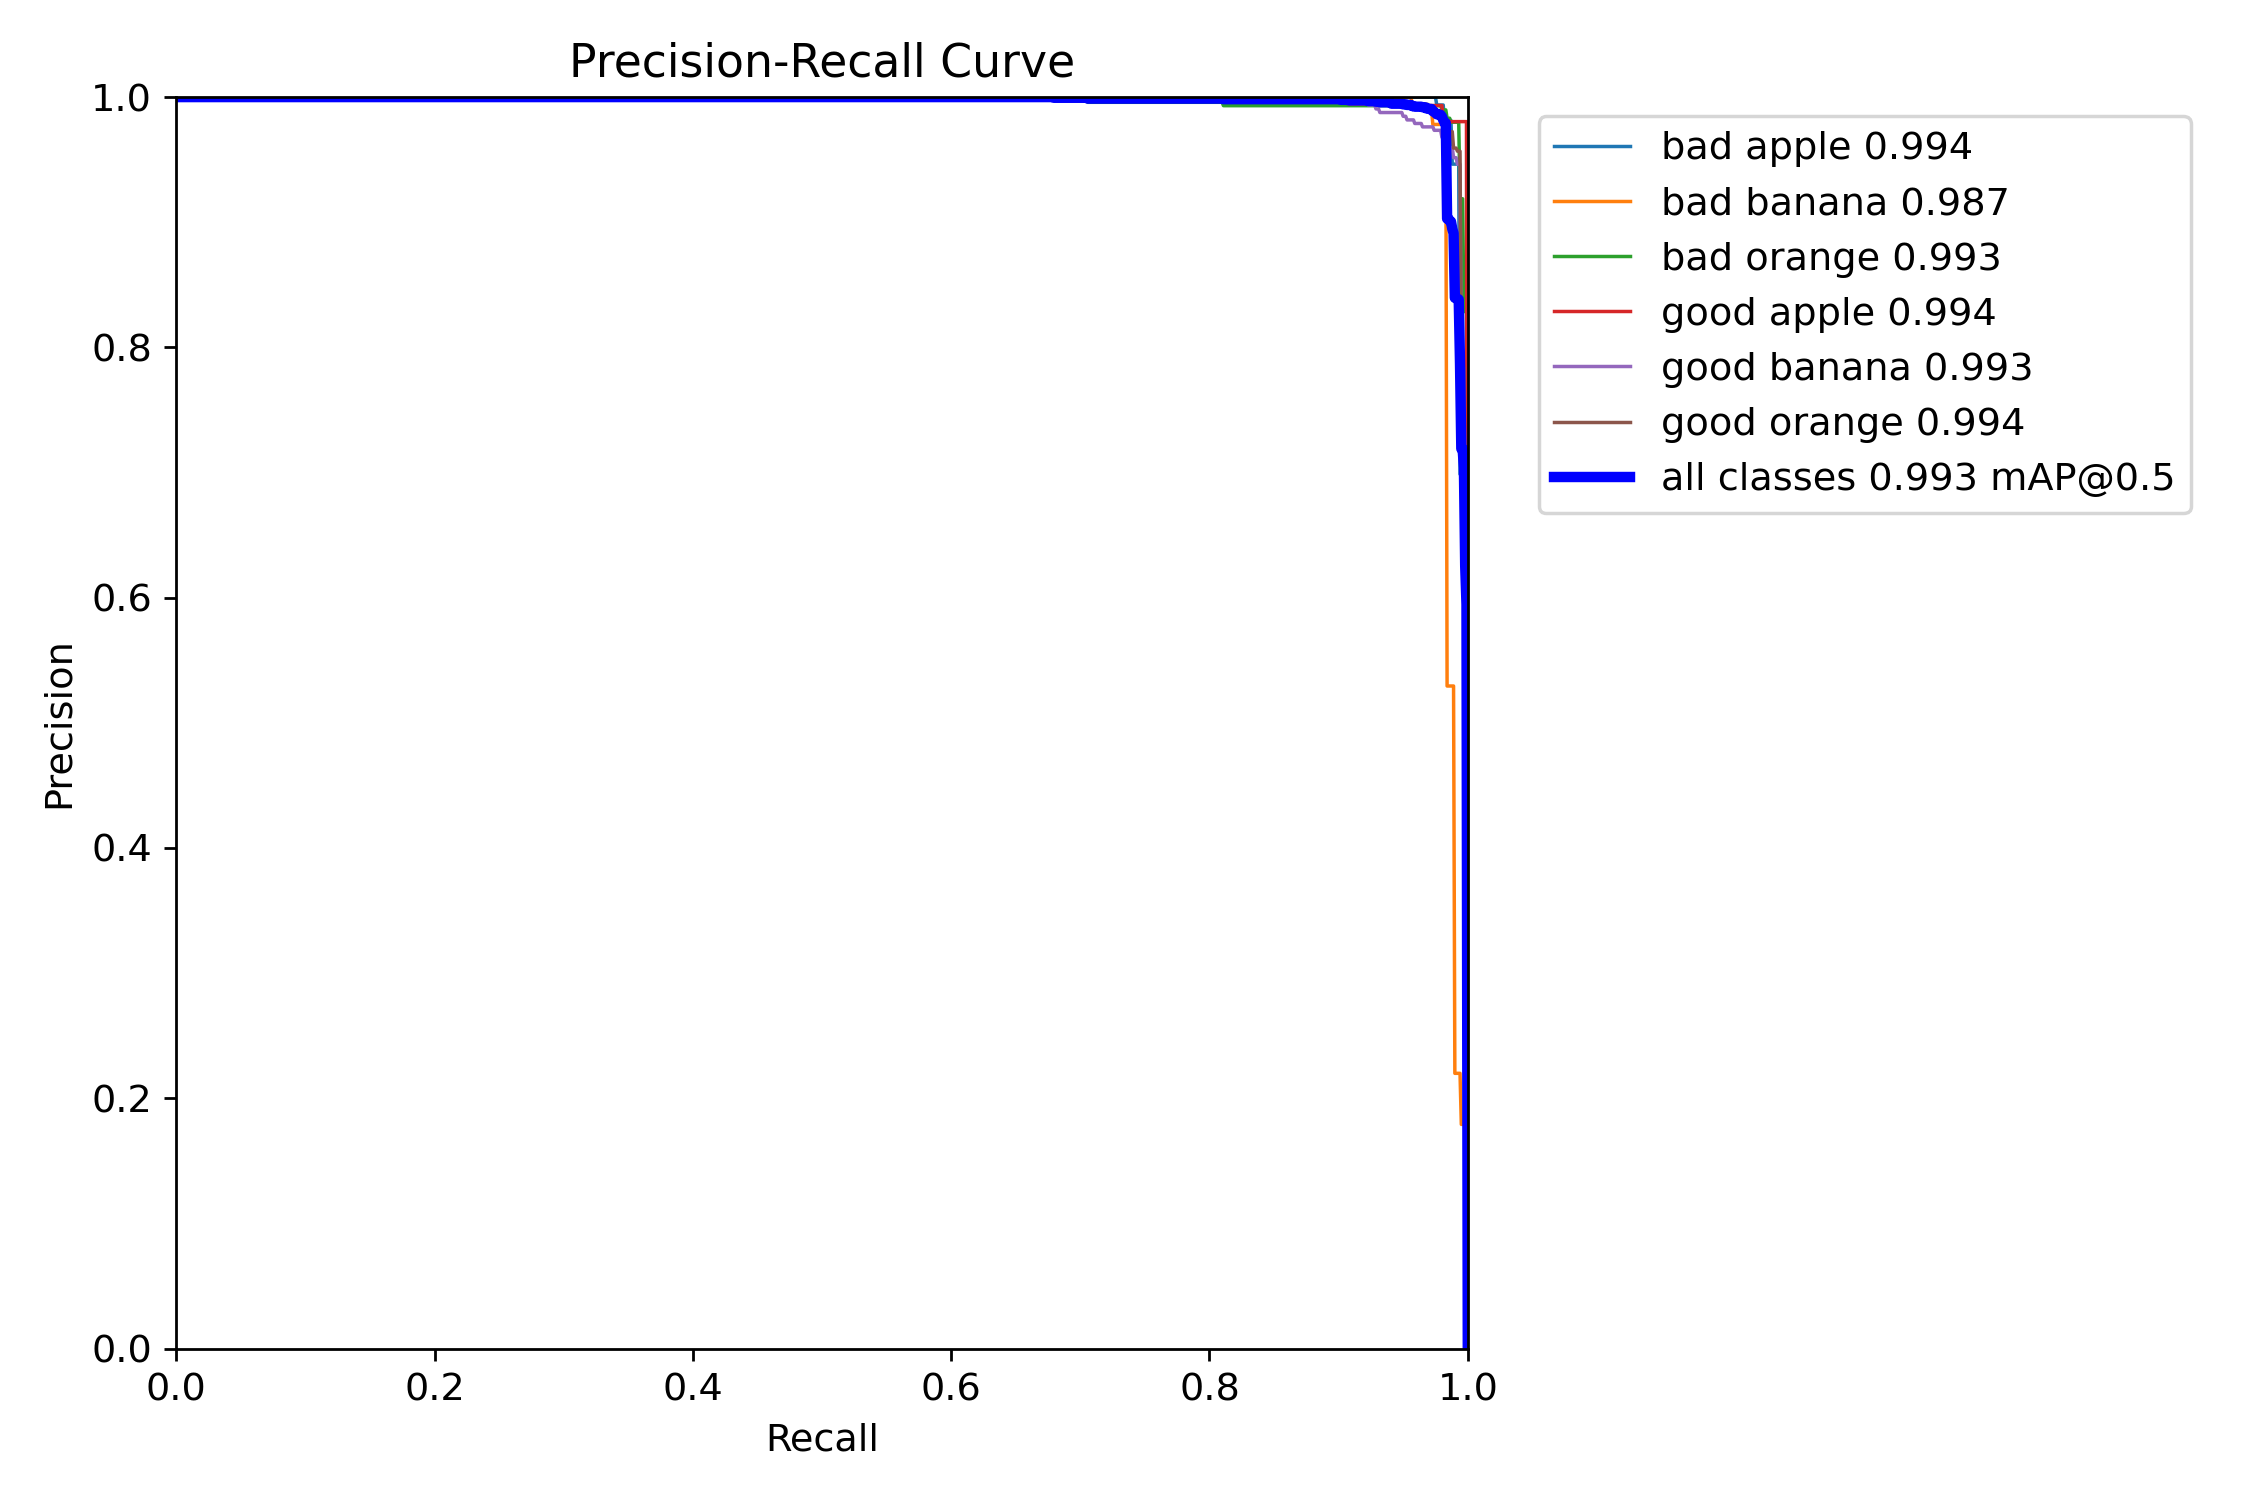 Precision-Recall Curve
1.0
0.8
0.6
0.4
0.2
0.0
Precision
0.0 0.2 0.4 0.6 0.8 1.0
Recall
bad apple 0.994
bad banana 0.987
bad orange 0.993
good apple 0.994
good banana 0.993
good orange 0.994
all classes 0.993 mAP@0.5